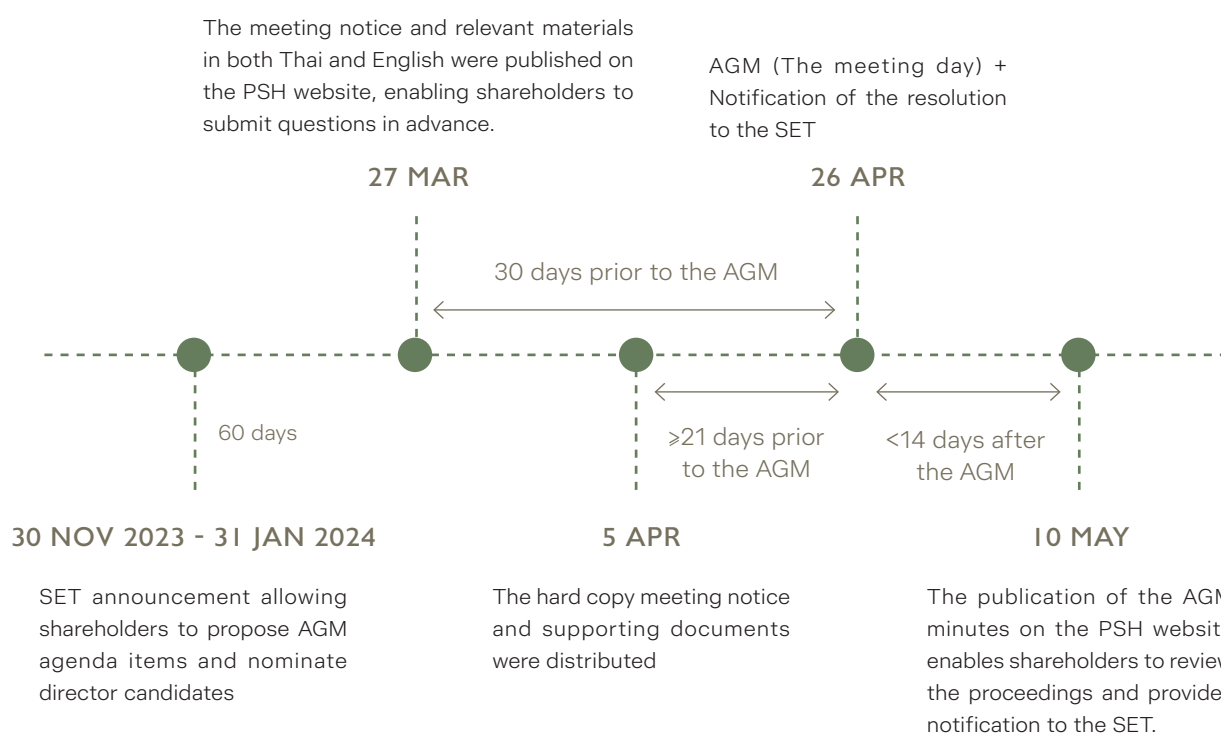 The meeting notice and relevant materials
in both Thai and English were published on
the PSH website, enabling shareholders to
submit questions in advance.
27 MAR
AGM (The meeting day) +
Notification of the resolution
to the SET
26 APR
30 days prior to the AGM
60 days
⩾21 days prior
to the AGM
<14 days after
the AGM
30 NOV 2023 - 31 JAN 2024
SET announcement allowing
shareholders to propose AGM
agenda items and nominate
director candidates
5 APR
The hard copy meeting notice
and supporting documents
were distributed
10 MAY
The publication of the AGM
minutes on the PSH websit
enables shareholders to review
the proceedings and provide
notification to the SET.